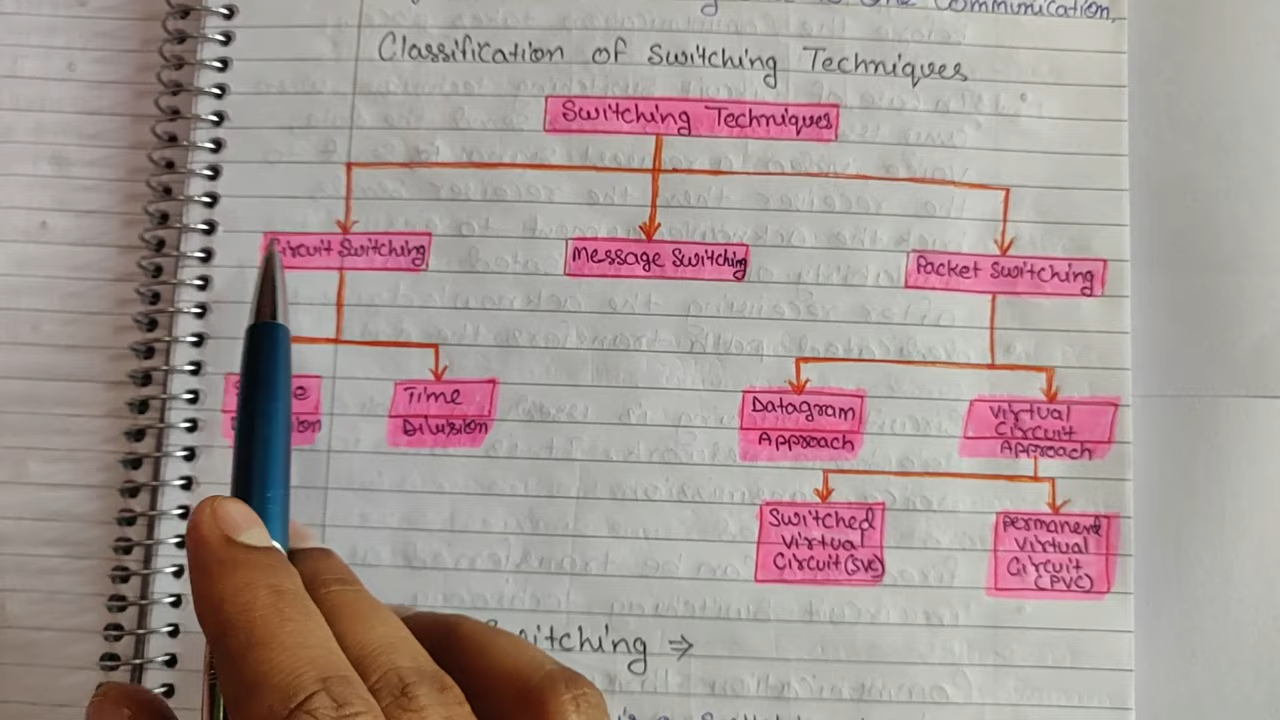 Communication,
Classification of Switching Techniques
Switching Techniques
Circuit Switching
Message Switching
Packet Switching
Time
Division
Datagram
Approach
Virtual
Circuit
Approach
Switched
Virtual
Circuit (SVC)
Permanent
Virtual
Circuit
(PVC)
Switching ⇒